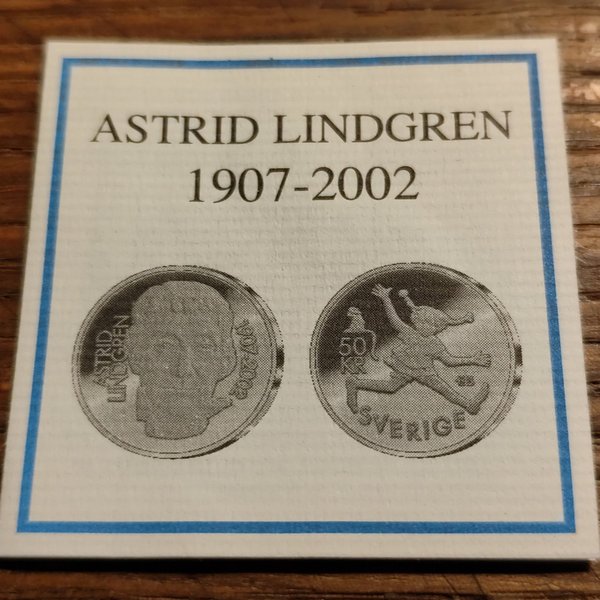 ASTRID LINDGREN
1907-2002
ASTRID
LINDGREN
1907-2002
50
KR
SVERIGE